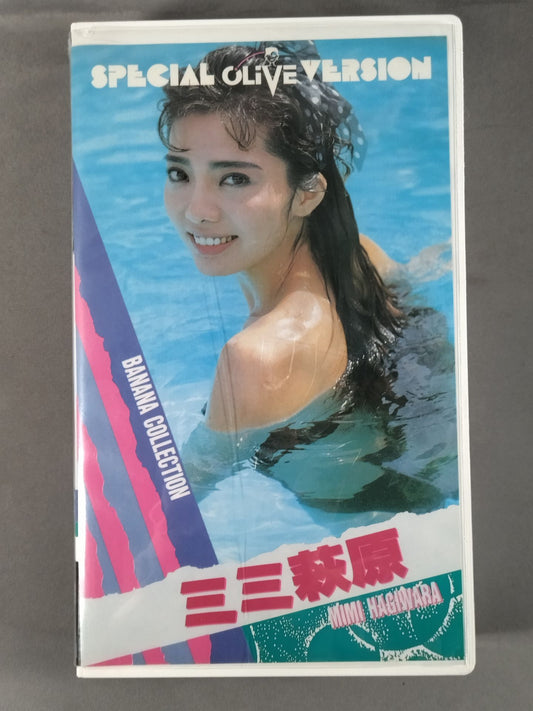 SPECIAL OLIVE VERSION
BANANA COLLECTION
ミミ萩原
MIMI HAGIWARA